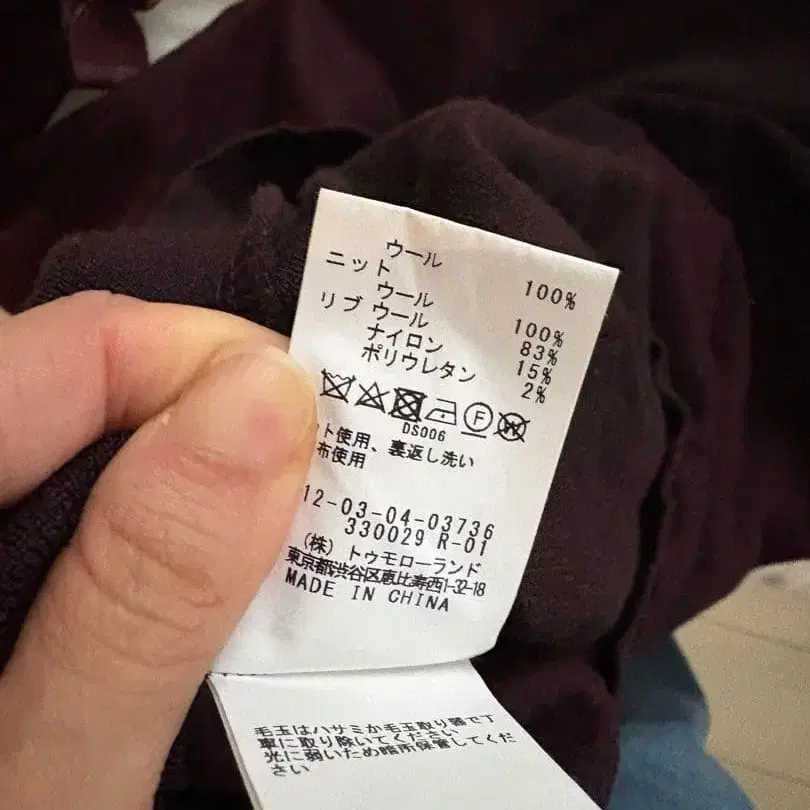 ウール 100%
ニット
ウール 100%
リブ ウール 83%
ナイロン 15%
ポリウレタン 2%
F W
DS006
ト使用、裏返し洗い
布使用
12-03-04-03736
330029 R-01
(株) トゥモローランド
東京都渋谷区恵比寿西1-32-18
MADE IN CHINA
毛玉はハサミか毛玉取り器で丁
寧に取り除いてください
光に弱いため暗所保管してくだ
さい